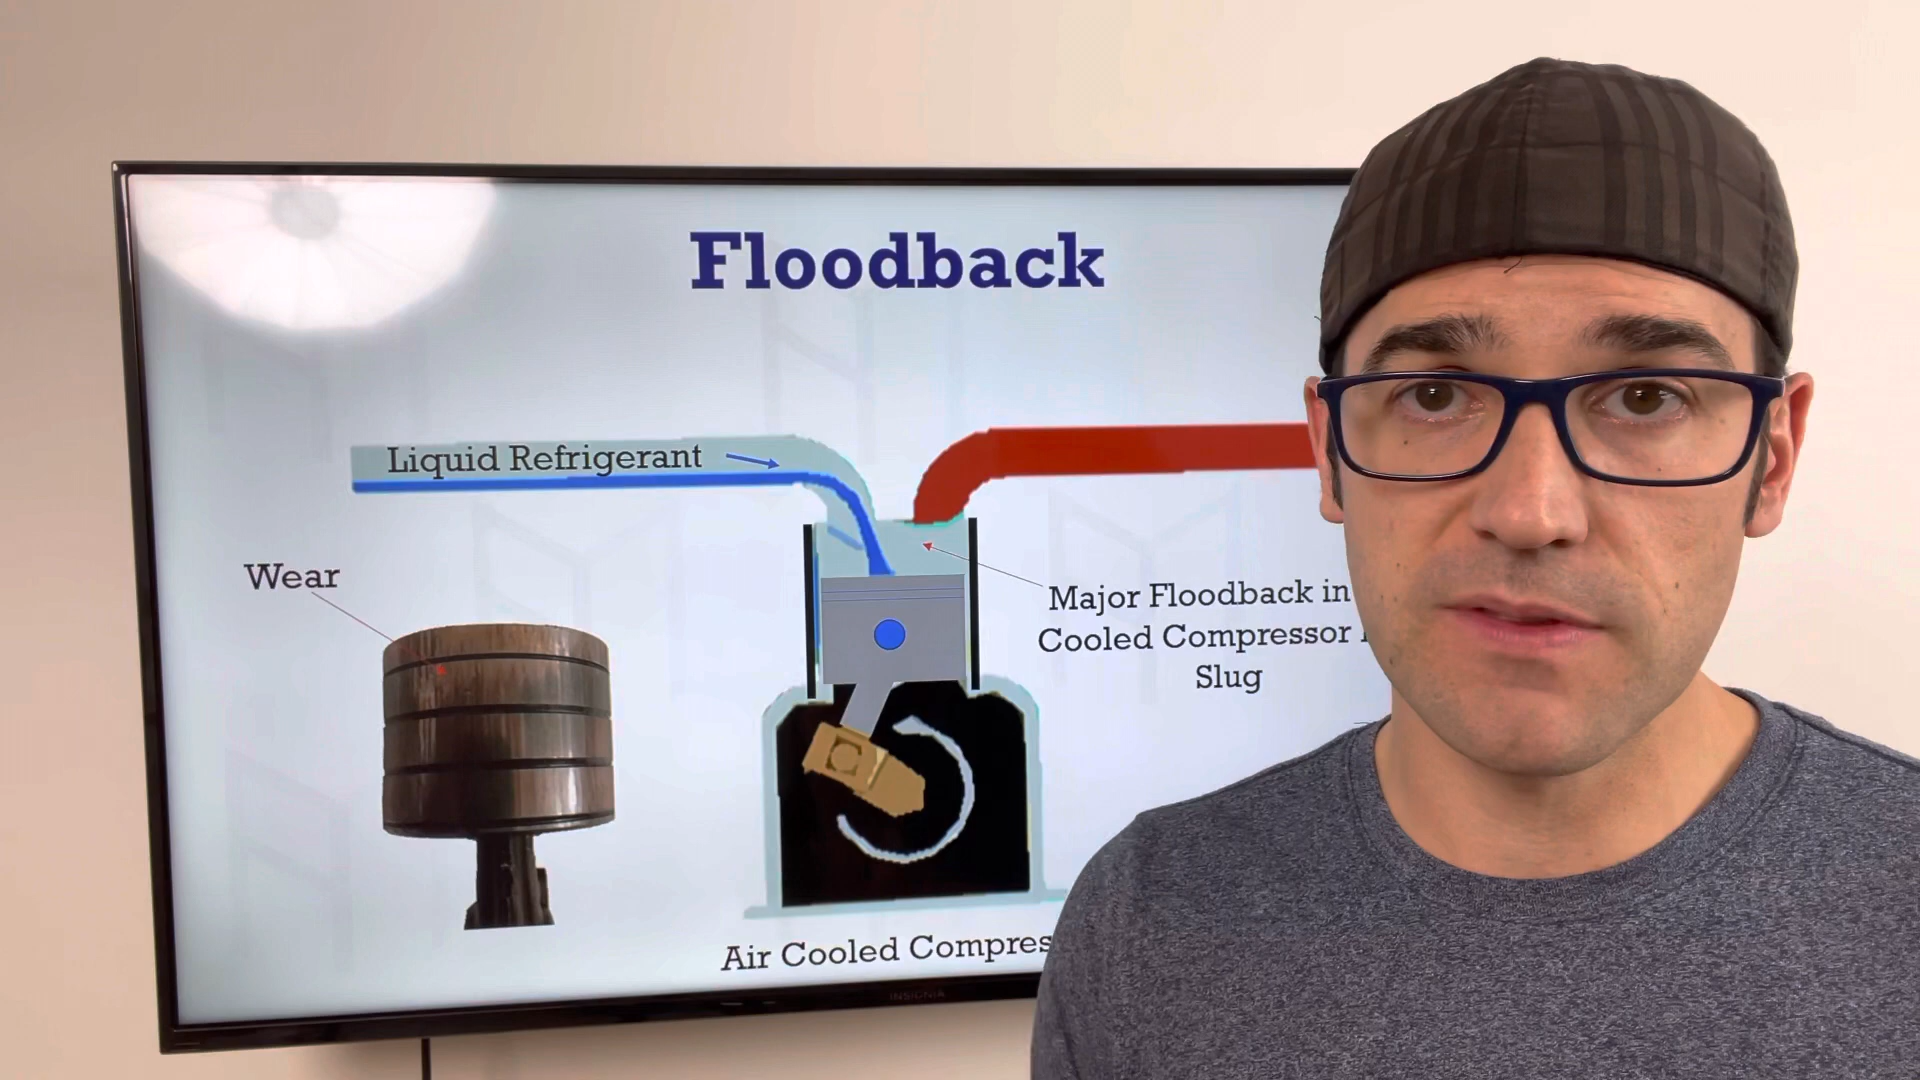 Floodback
Liquid Refrigerant
Wear
Major Floodback in
Cooled Compressor
Slug
Air Cooled Compres
INSIGNIA